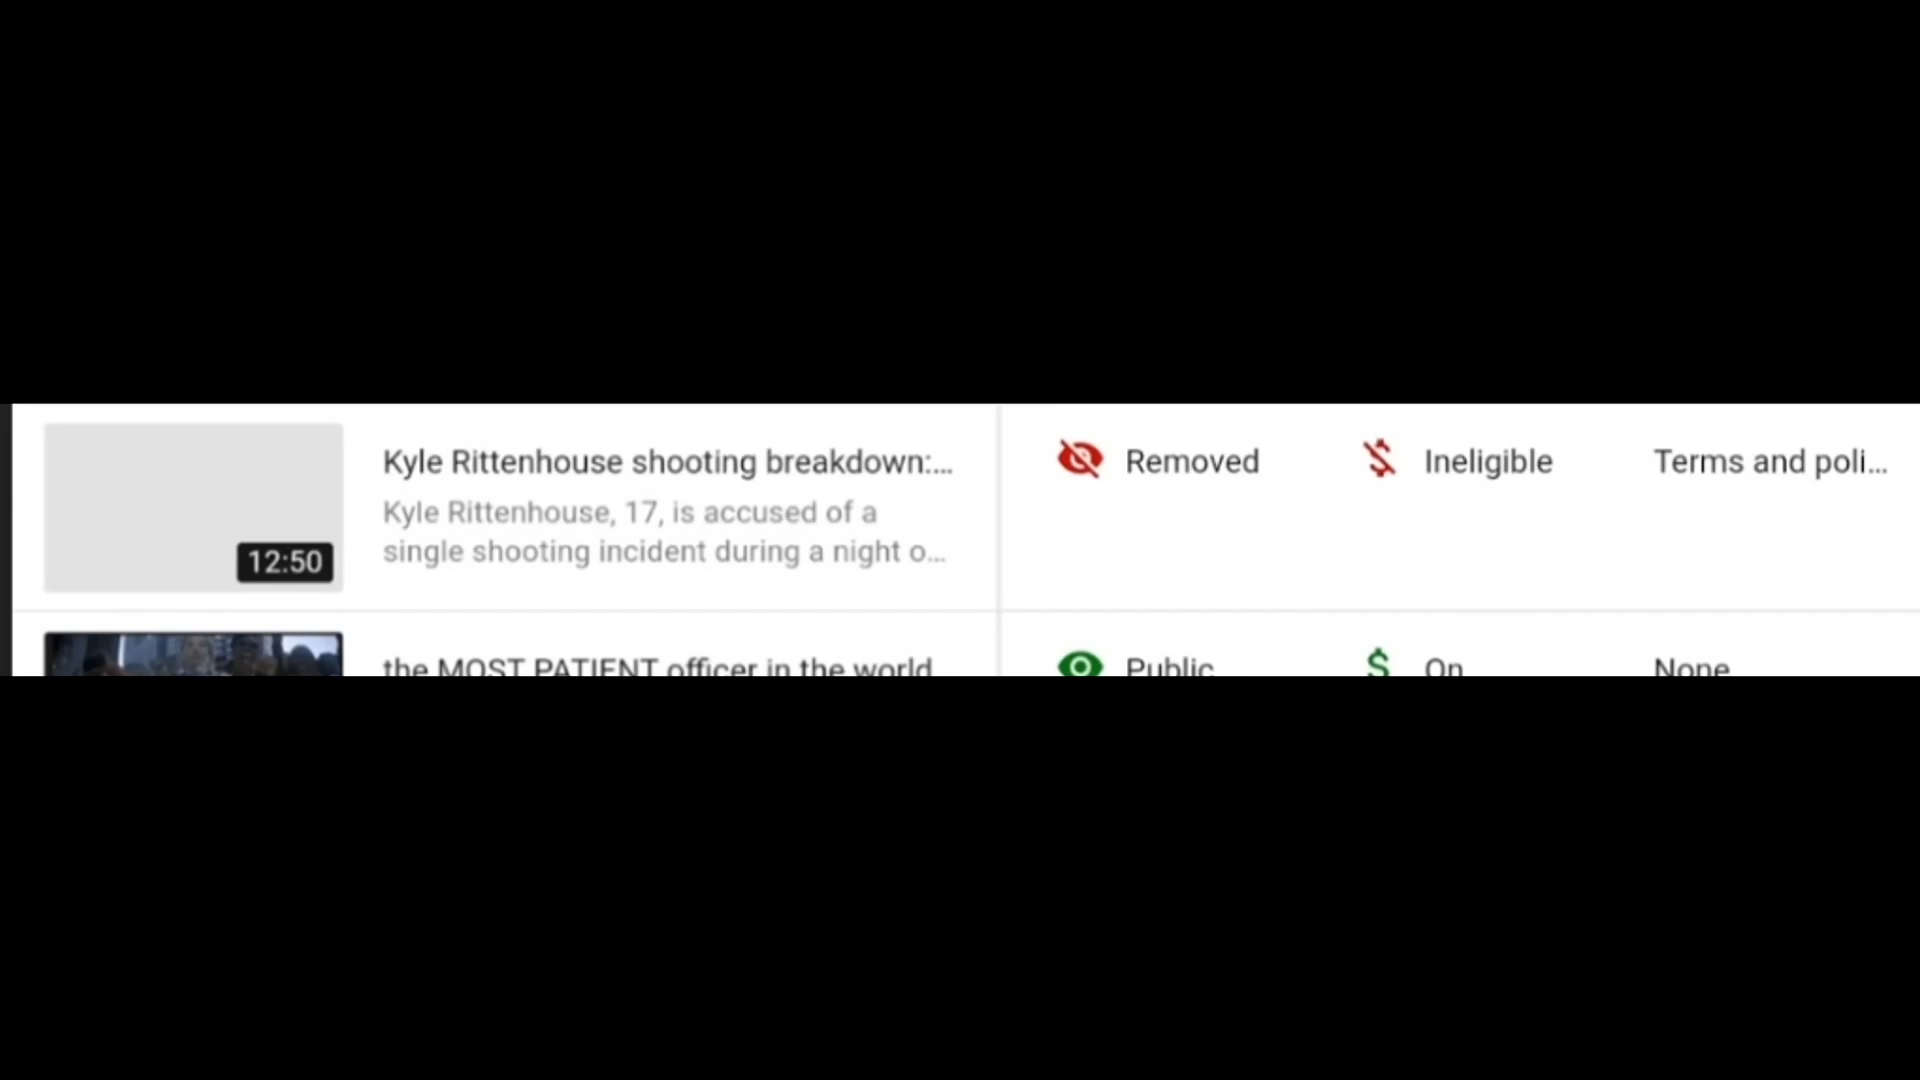 Kyle Rittenhouse shooting breakdown:...
Removed
Ineligible
Terms and poli...
Kyle Rittenhouse, 17, is accused of a
single shooting incident during a night o...
12:50
the MOST PATIENT officer in the world
Public
On
None